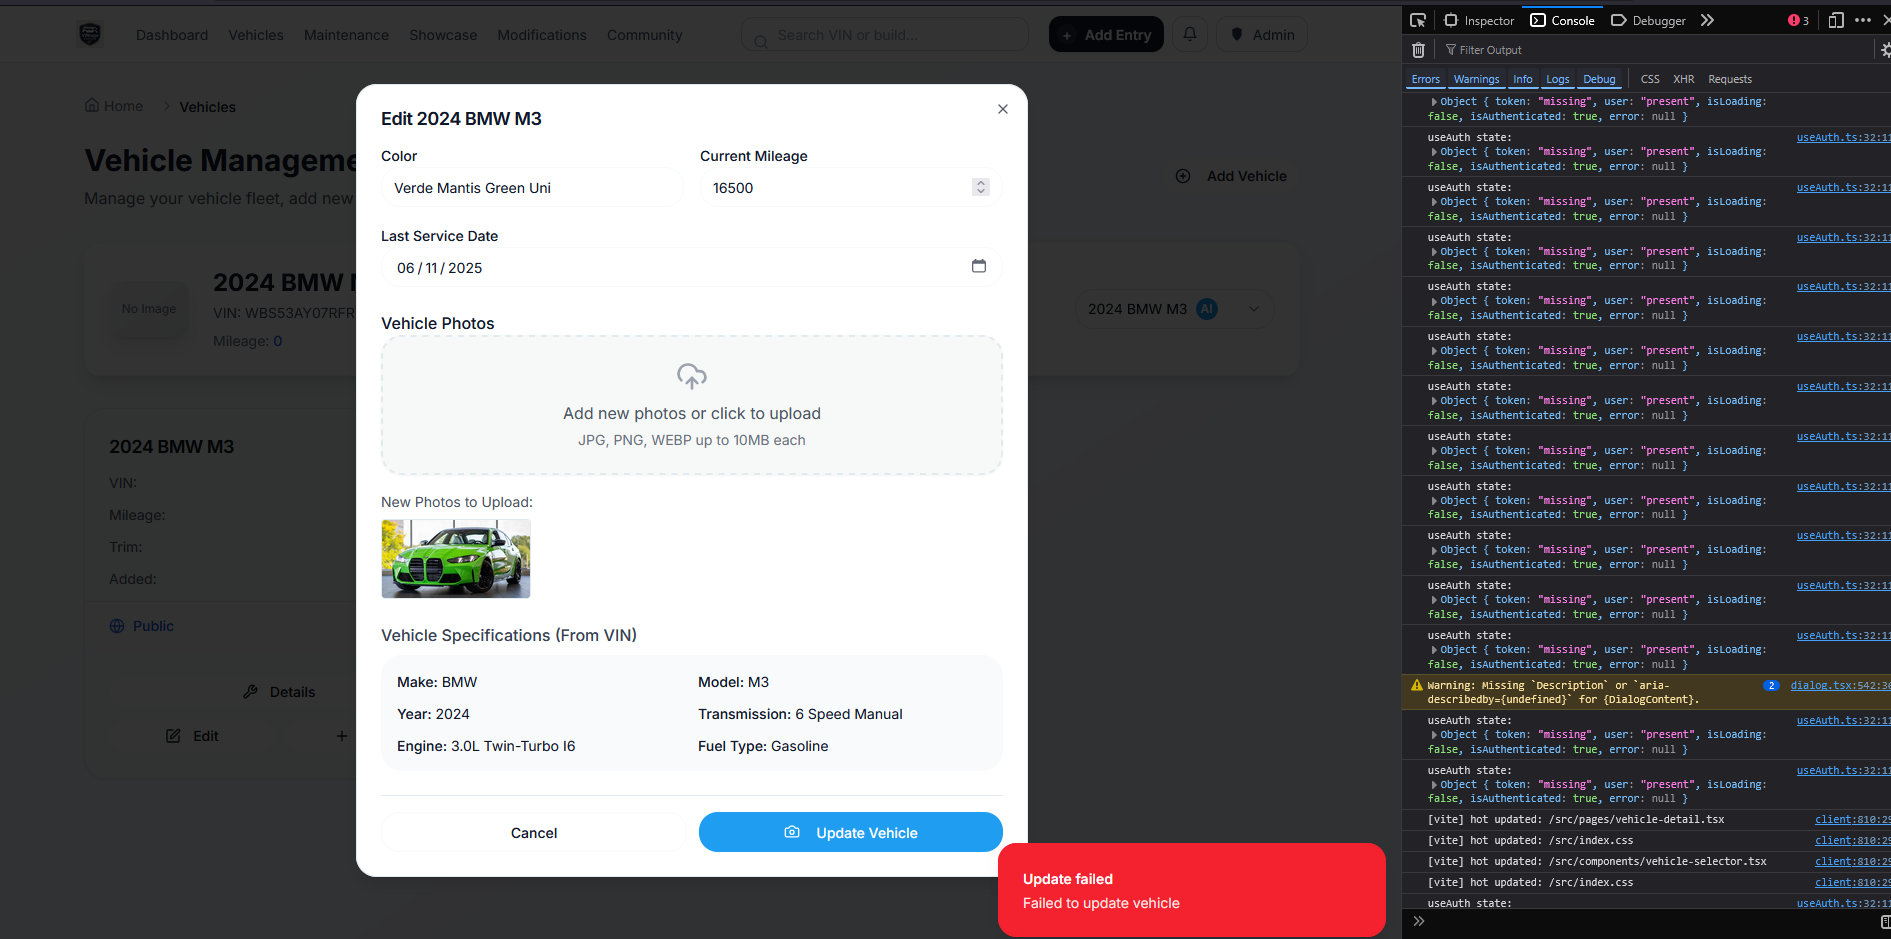 Dashboard Vehicles Maintenance Showcase Modifications Community
Search VIN or build...
Add Entry
Admin
Home
Vehicles
Vehicle Manageme
Manage your vehicle fleet, add new
Add Vehicle
No Image
2024 BMW
VIN: WBS53AY07RFR
Mileage: 0
2024 BMW M3 AI
2024 BMW M3
VIN:
Mileage:
Trim:
Added:
Public
Details
Edit
+
Edit 2024 BMW M3
Color
Verde Mantis Green Uni
Current Mileage
16500
Last Service Date
06 / 11 / 2025
Vehicle Photos
Add new photos or click to upload
JPG, PNG, WEBP up to 10MB each
New Photos to Upload:
Vehicle Specifications (From VIN)
Make: BMW
Model: M3
Year: 2024
Transmission: 6 Speed Manual
Engine: 3.0L Twin-Turbo I6
Fuel Type: Gasoline
Cancel
Update Vehicle
Update failed
Failed to update vehicle
Inspector Console Debugger 3
Filter Output
Errors Warnings Info Logs Debug CSS XHR Requests
Object { token: "missing", user: "present", isLoading:
false, isAuthenticated: true, error: null }
useAuth state: useAuth.ts:32:11
Object { token: "missing", user: "present", isLoading:
false, isAuthenticated: true, error: null }
useAuth state: useAuth.ts:32:11
Object { token: "missing", user: "present", isLoading:
false, isAuthenticated: true, error: null }
useAuth state: useAuth.ts:32:11
Object { token: "missing", user: "present", isLoading:
false, isAuthenticated: true, error: null }
useAuth state: useAuth.ts:32:11
Object { token: "missing", user: "present", isLoading:
false, isAuthenticated: true, error: null }
useAuth state: useAuth.ts:32:11
Object { token: "missing", user: "present", isLoading:
false, isAuthenticated: true, error: null }
useAuth state: useAuth.ts:32:11
Object { token: "missing", user: "present", isLoading:
false, isAuthenticated: true, error: null }
useAuth state: useAuth.ts:32:11
Object { token: "missing", user: "present", isLoading:
false, isAuthenticated: true, error: null }
useAuth state: useAuth.ts:32:11
Object { token: "missing", user: "present", isLoading:
false, isAuthenticated: true, error: null }
useAuth state: useAuth.ts:32:11
Object { token: "missing", user: "present", isLoading:
false, isAuthenticated: true, error: null }
useAuth state: useAuth.ts:32:11
Object { token: "missing", user: "present", isLoading:
false, isAuthenticated: true, error: null }
useAuth state: useAuth.ts:32:11
Object { token: "missing", user: "present", isLoading:
false, isAuthenticated: true, error: null }
Warning: Missing `Description` or `aria- 2 dialog.tsx:542:36
describedby={undefined}` for {DialogContent}.
useAuth state: useAuth.ts:32:11
Object { token: "missing", user: "present", isLoading:
false, isAuthenticated: true, error: null }
useAuth state: useAuth.ts:32:11
Object { token: "missing", user: "present", isLoading:
false, isAuthenticated: true, error: null }
[vite] hot updated: /src/pages/vehicle-detail.tsx client:810:29
[vite] hot updated: /src/index.css client:810:29
[vite] hot updated: /src/components/vehicle-selector.tsx client:810:29
[vite] hot updated: /src/index.css client:810:29
useAuth state: useAuth.ts:32:11